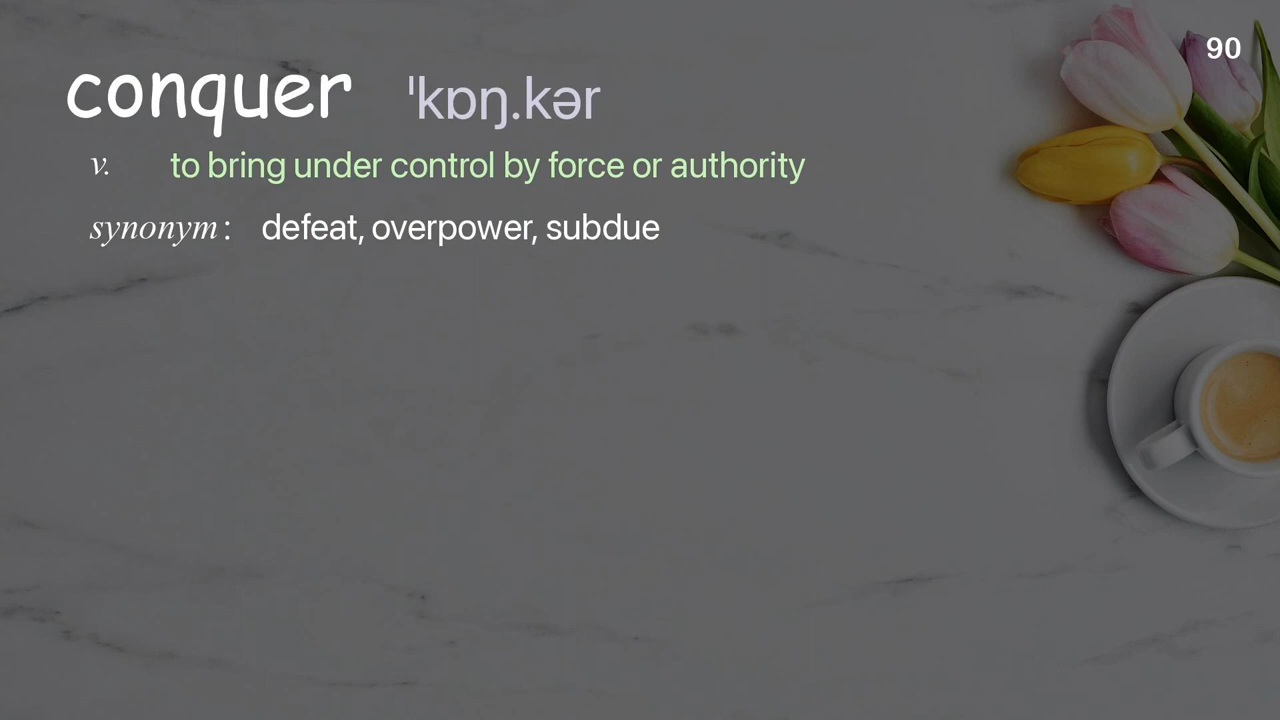 90
conquer ˈkɒŋ.kər
v. to bring under control by force or authority
synonym: defeat, overpower, subdue